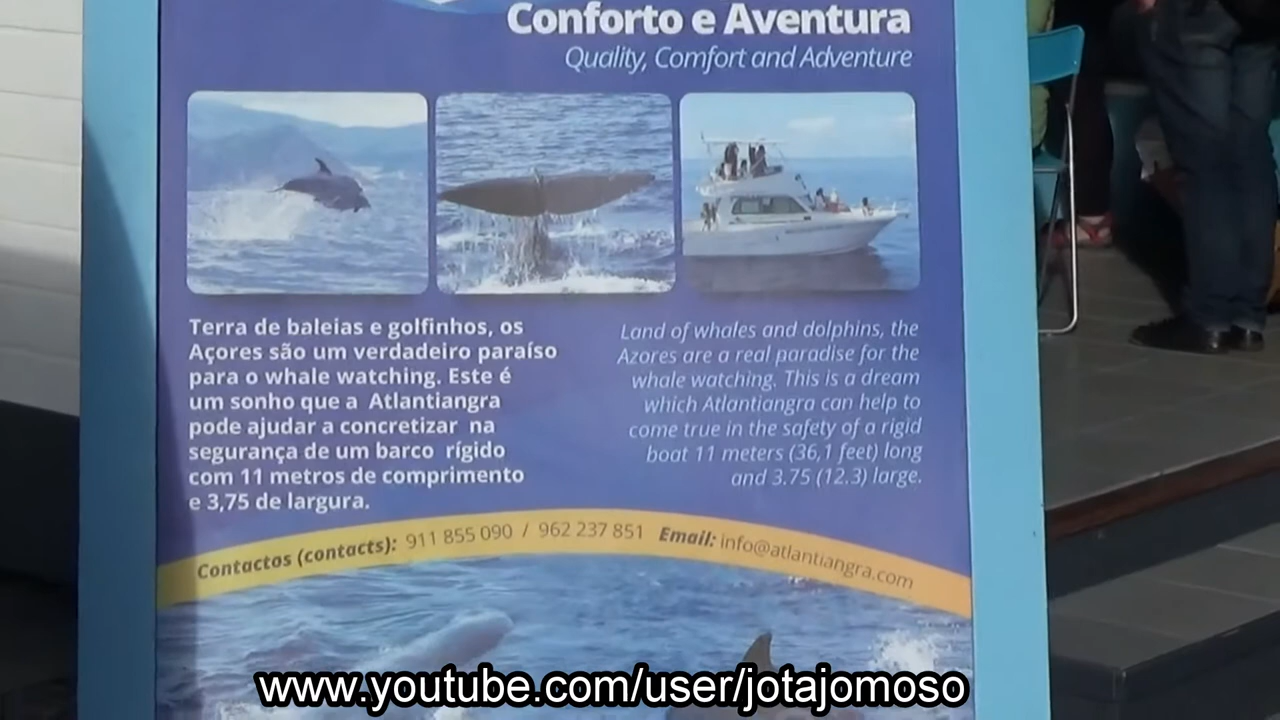 Conforto e Aventura
Quality, Comfort and Adventure
Terra de baleias e golfinhos, os
Açores são um verdadeiro paraíso
para o whale watching. Este é
um sonho que a Atlantiangra
pode ajudar a concretizar na
segurança de um barco rígido
com 11 metros de comprimento
e 3,75 de largura.
Land of whales and dolphins, the
Azores are a real paradise for the
whale watching. This is a dream
which Atlantiangra can help to
come true in the safety of a rigid
boat 11 meters (36,1 feet) long
and 3.75 (12.3) large.
Contactos (contacts): 911 855 090 / 962 237 851 Email: info@atlantiangra.com
www.youtube.com/user/jotajomoso